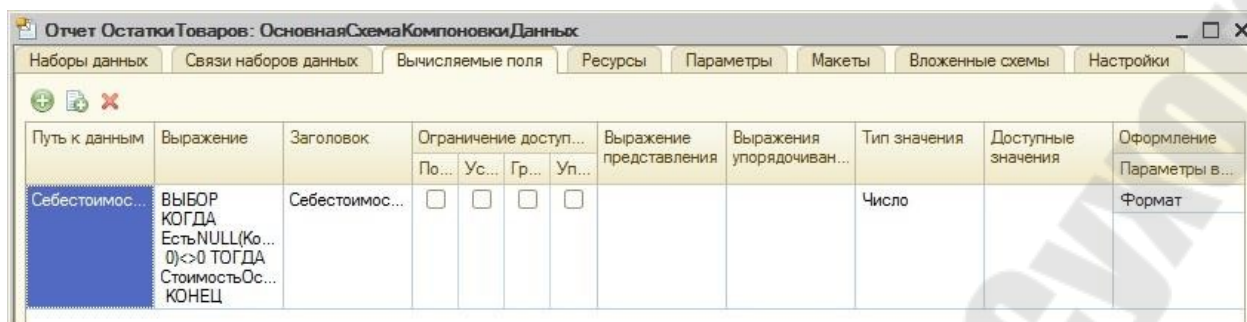 Отчет ОстаткиТоваров: ОсновнаяСхемаКомпоновкиДанных
Наборы данных Связи наборов данных Вычисляемые поля Ресурсы Параметры Макеты Вложенные схемы Настройки
Путь к данным Выражение Заголовок Ограничение доступ... Выражение представления Выражения упорядочиван... Тип значения Доступные значения Оформление
По... Ус... Гр... Уп... Параметры в...
Себестоимос... ВЫБОР Себестоимос... Число Формат
КОГДА
ЕстьNULL(Ко...
0)<>0 ТОГДА
СтоимостьОс...
КОНЕЦ